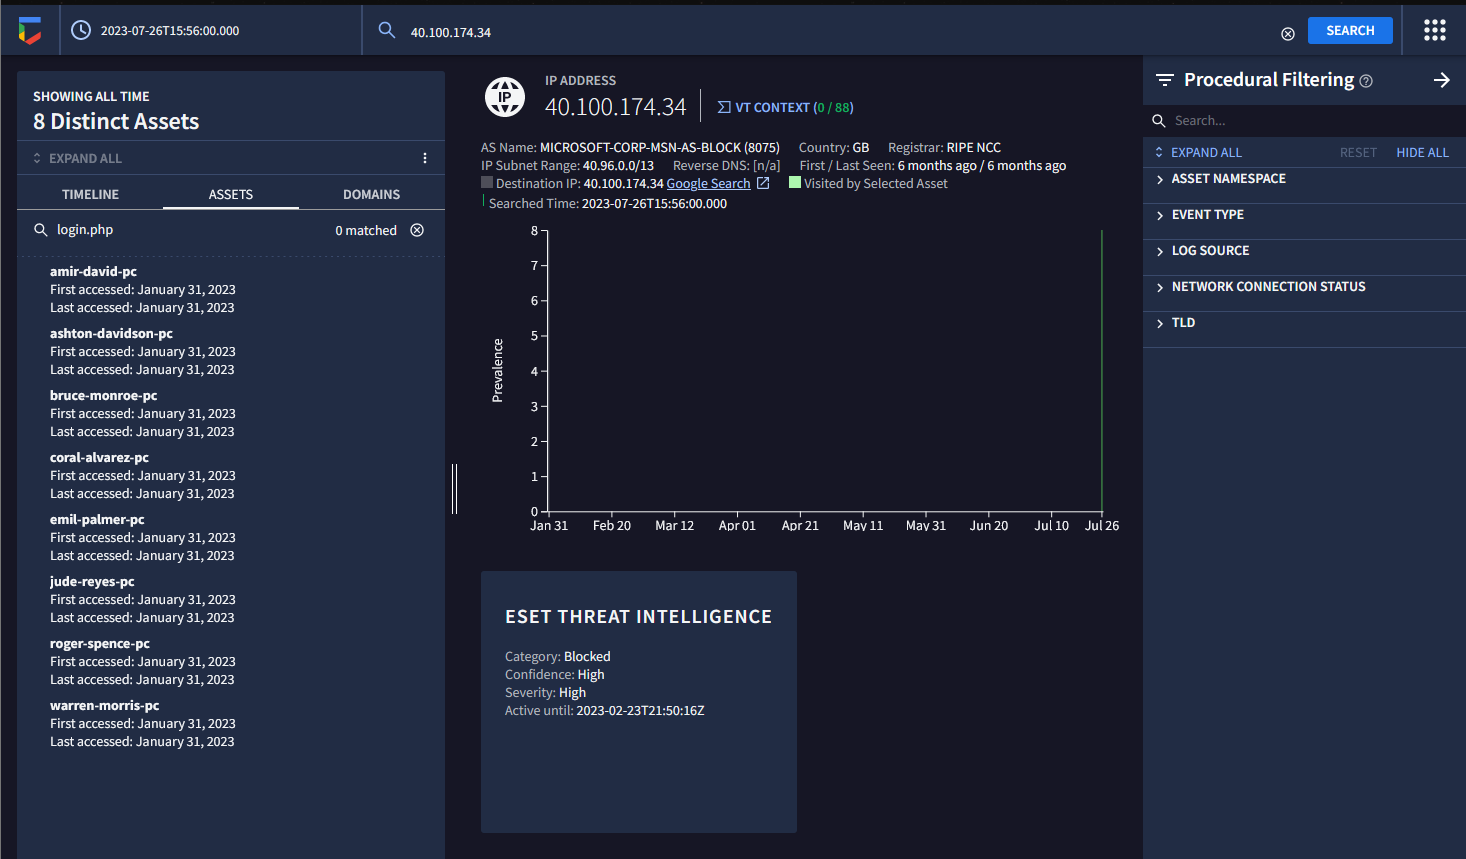 2023-07-26T15:56:00.000
40.100.174.34
SEARCH
SHOWING ALL TIME
8 Distinct Assets
EXPAND ALL
TIMELINE ASSETS DOMAINS
login.php 0 matched
amir-david-pc
First accessed: January 31, 2023
Last accessed: January 31, 2023
ashton-davidson-pc
First accessed: January 31, 2023
Last accessed: January 31, 2023
bruce-monroe-pc
First accessed: January 31, 2023
Last accessed: January 31, 2023
coral-alvarez-pc
First accessed: January 31, 2023
Last accessed: January 31, 2023
emil-palmer-pc
First accessed: January 31, 2023
Last accessed: January 31, 2023
jude-reyes-pc
First accessed: January 31, 2023
Last accessed: January 31, 2023
roger-spence-pc
First accessed: January 31, 2023
Last accessed: January 31, 2023
warren-morris-pc
First accessed: January 31, 2023
Last accessed: January 31, 2023
IP
IP ADDRESS
40.100.174.34
VT CONTEXT (0 / 88)
AS Name: MICROSOFT-CORP-MSN-AS-BLOCK (8075) Country: GB Registrar: RIPE NCC
IP Subnet Range: 40.96.0.0/13 Reverse DNS: [n/a] First / Last Seen: 6 months ago / 6 months ago
Destination IP: 40.100.174.34 Google Search Visited by Selected Asset
Searched Time: 2023-07-26T15:56:00.000
Prevalence
8
7
6
5
4
3
2
1
0
Jan 31 Feb 20 Mar 12 Apr 01 Apr 21 May 11 May 31 Jun 20 Jul 10 Jul 26
ESET THREAT INTELLIGENCE
Category: Blocked
Confidence: High
Severity: High
Active until: 2023-02-23T21:50:16Z
Procedural Filtering
Search...
EXPAND ALL RESET HIDE ALL
ASSET NAMESPACE
EVENT TYPE
LOG SOURCE
NETWORK CONNECTION STATUS
TLD